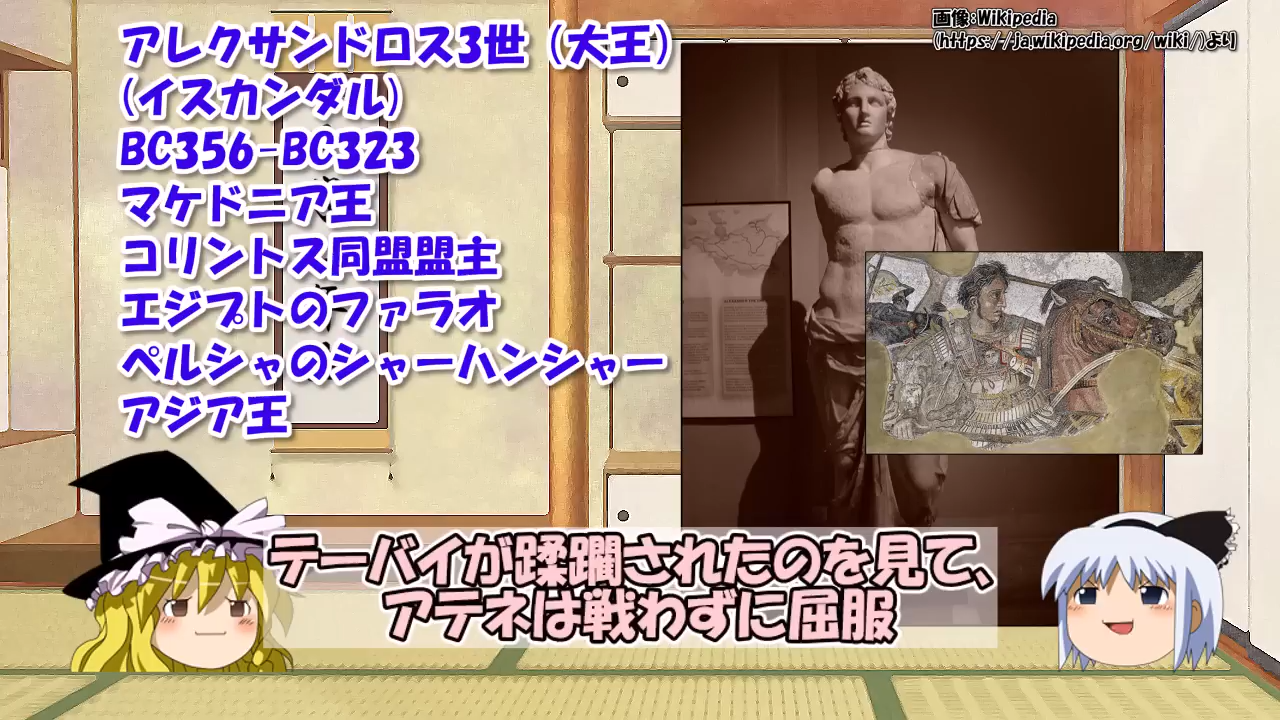 アレクサンドロス3世（大王）
(イスカンダル)
BC356-BC323
マケドニア王
コリントス同盟盟主
エジプトのファラオ
ペルシャのシャーハンシャー
アジア王
画像:Wikipedia
(https://ja.wikipedia.org/wiki/)より
テーバイが蹂躙されたのを見て、
アテネは戦わずに屈服